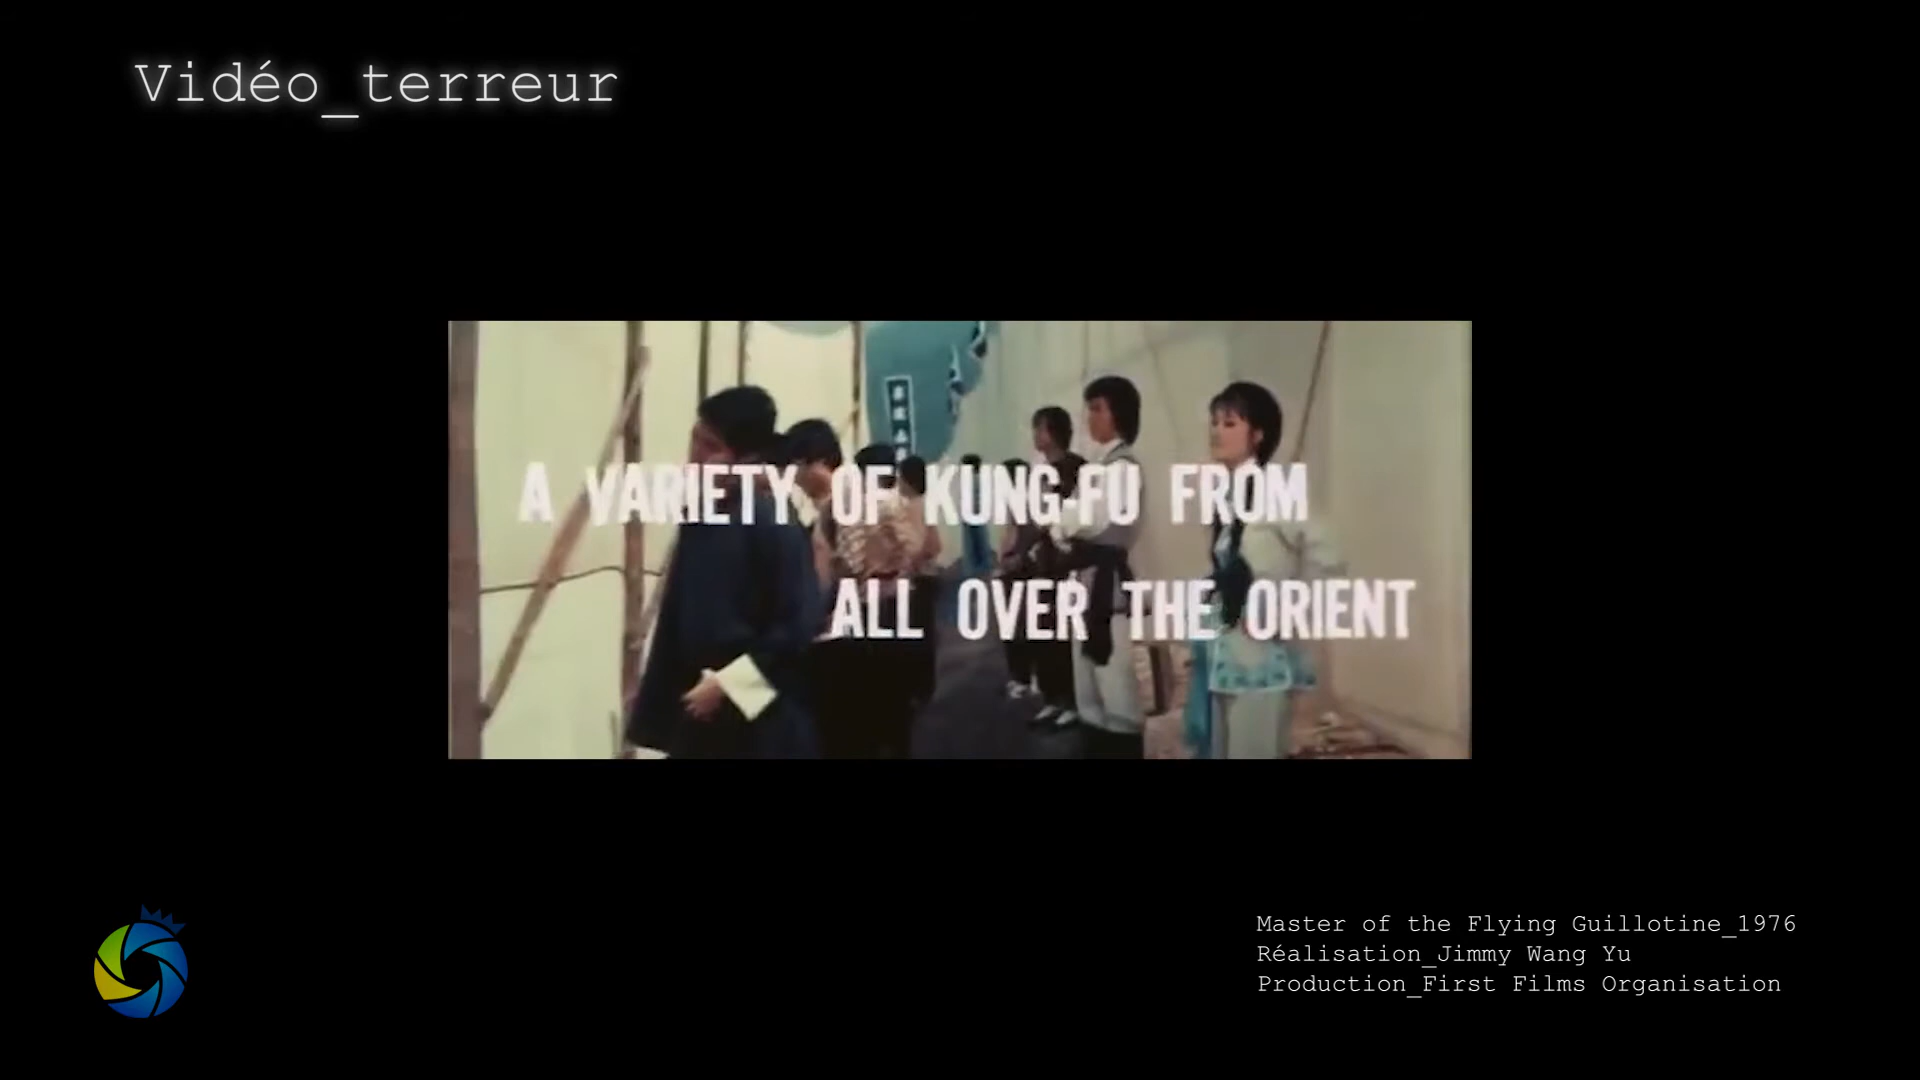 Vidéo_terreur
A VARIETY OF KUNG-FU FROM
ALL OVER THE ORIENT
Master of the Flying Guillotine_1976
Réalisation_Jimmy Wang Yu
Production_First Films Organisation